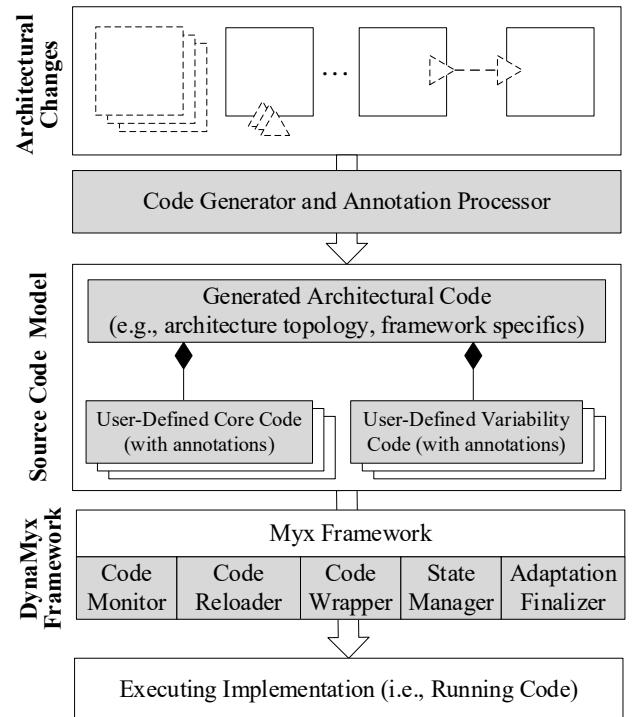 Architectural
Changes
...
Code Generator and Annotation Processor
Source Code Model
Generated Architectural Code
(e.g., architecture topology, framework specifics)
User-Defined Core Code
(with annotations)
User-Defined Variability
Code (with annotations)
DynaMyx
Framework
Myx Framework
Code
Monitor
Code
Reloader
Code
Wrapper
State
Manager
Adaptation
Finalizer
Executing Implementation (i.e., Running Code)